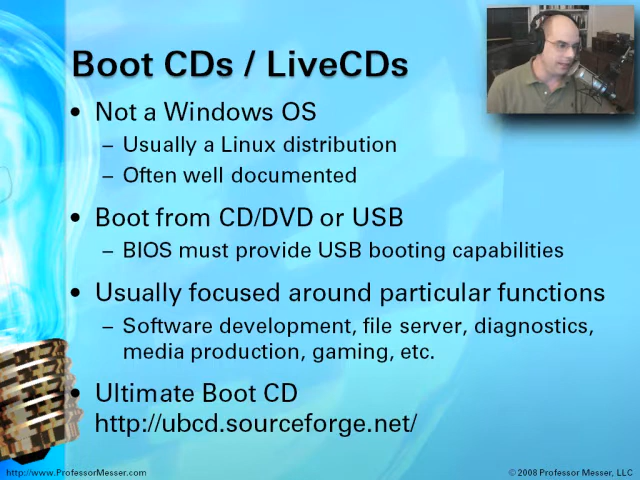 Boot CDs / LiveCDs
• Not a Windows OS
– Usually a Linux distribution
– Often well documented
• Boot from CD/DVD or USB
– BIOS must provide USB booting capabilities
• Usually focused around particular functions
– Software development, file server, diagnostics,
media production, gaming, etc.
• Ultimate Boot CD
http://ubcd.sourceforge.net/
http://www.ProfessorMesser.com
© 2008 Professor Messer, LLC